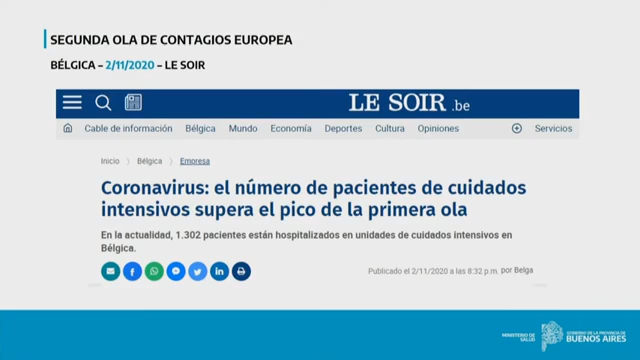 SEGUNDA OLA DE CONTAGIOS EUROPEA
BÉLGICA – 2/11/2020 – LE SOIR
LE SOIR.be
Cable de información Bélgica Mundo Economía Deportes Cultura Opiniones Servicios
Inicio > Bélgica > Empresa
Coronavirus: el número de pacientes de cuidados
intensivos supera el pico de la primera ola
En la actualidad, 1.302 pacientes están hospitalizados en unidades de cuidados intensivos en
Bélgica.
Publicado el 2/11/2020 a las 8:32 p.m. por Belga
MINISTERIO DE
SALUD
GOBIERNO DE LA PROVINCIA DE
BUENOS AIRES